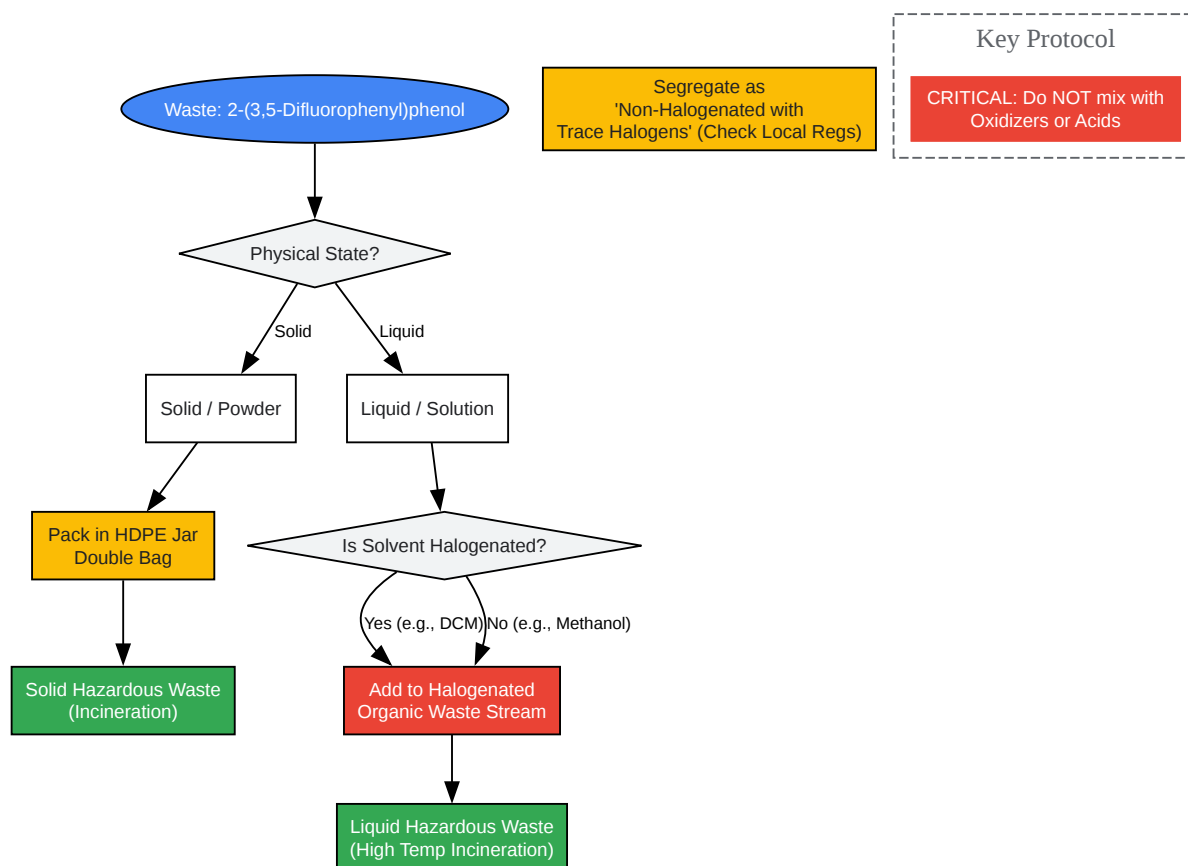 Key Protocol
Waste: 2-(3,5-Difluorophenyl)phenol
Segregate as
'Non-Halogenated with
Trace Halogens' (Check Local Regs)
CRITICAL: Do NOT mix with
Oxidizers or Acids
Physical State?
Solid
Liquid
Solid / Powder
Liquid / Solution
Pack in HDPE Jar
Double Bag
Is Solvent Halogenated?
Yes (e.g., DCM)
No (e.g., Methanol)
Solid Hazardous Waste
(Incineration)
Add to Halogenated
Organic Waste Stream
Liquid Hazardous Waste
(High Temp Incineration)